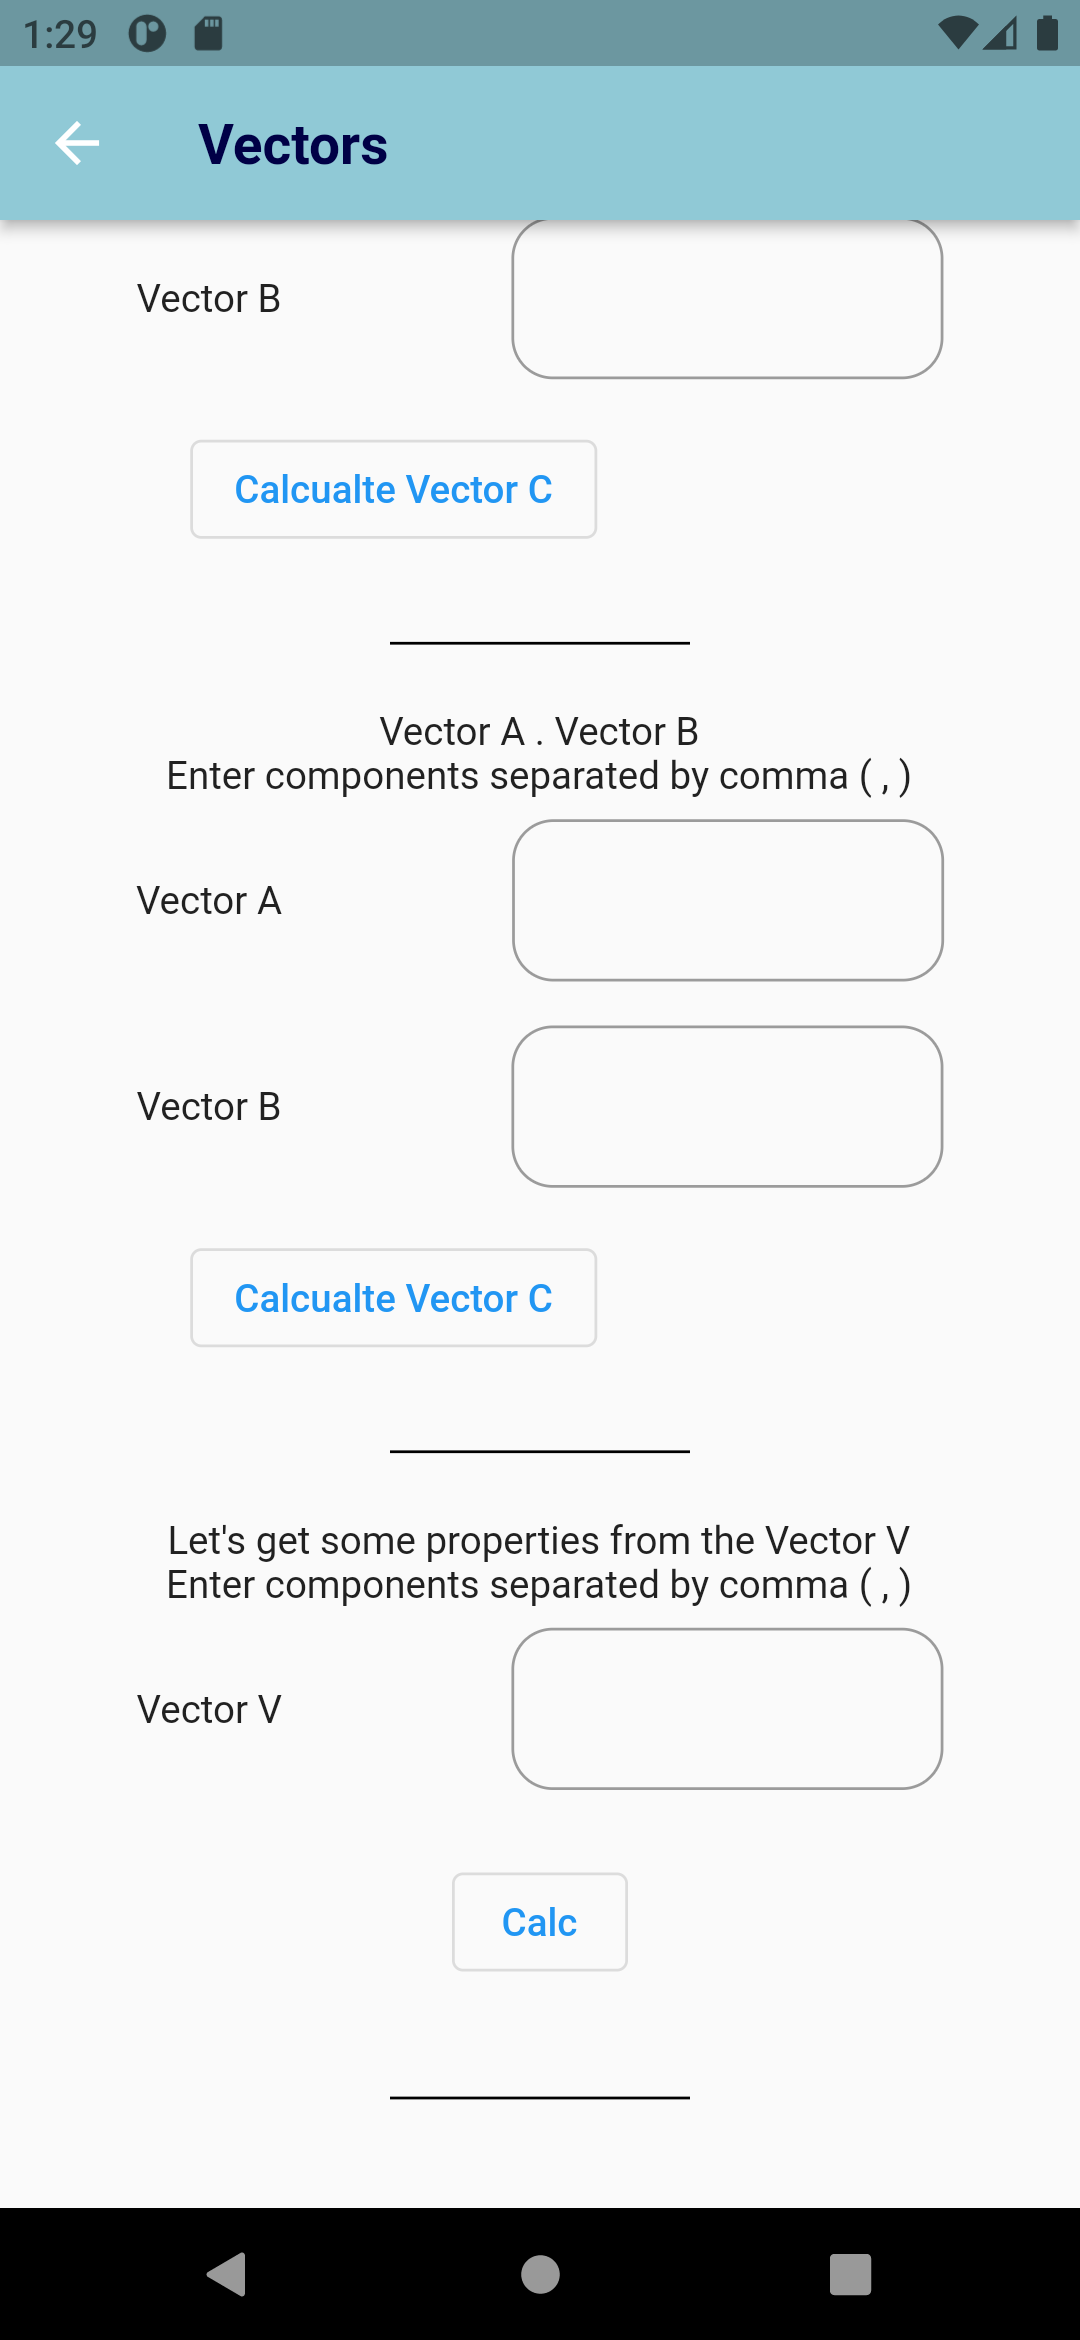 1:29
Vectors
Vector B
Calcualte Vector C
Vector A . Vector B
Enter components separated by comma ( , )
Vector A
Vector B
Calcualte Vector C
Let's get some properties from the Vector V
Enter components separated by comma ( , )
Vector V
Calc